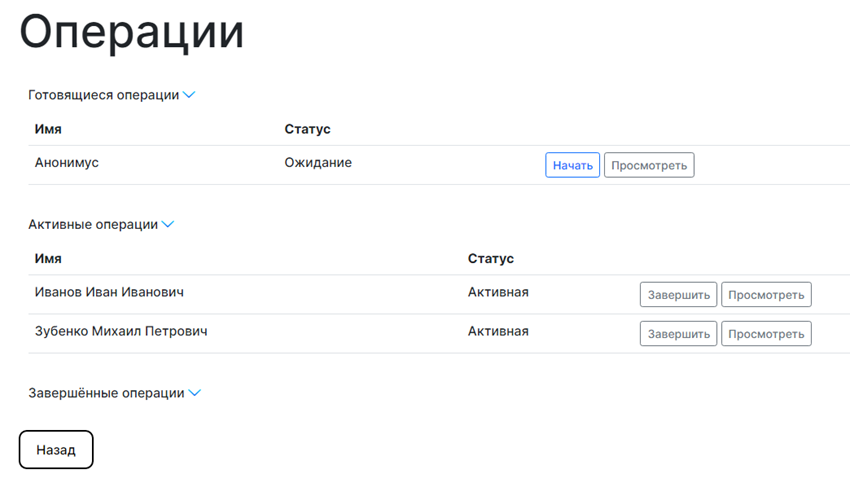 Операции
Готовящиеся операции
Имя Статус
Анонимус Ожидание Начать Просмотреть
Активные операции
Имя Статус
Иванов Иван Иванович Активная Завершить Просмотреть
Зубенко Михаил Петрович Активная Завершить Просмотреть
Завершённые операции
Назад